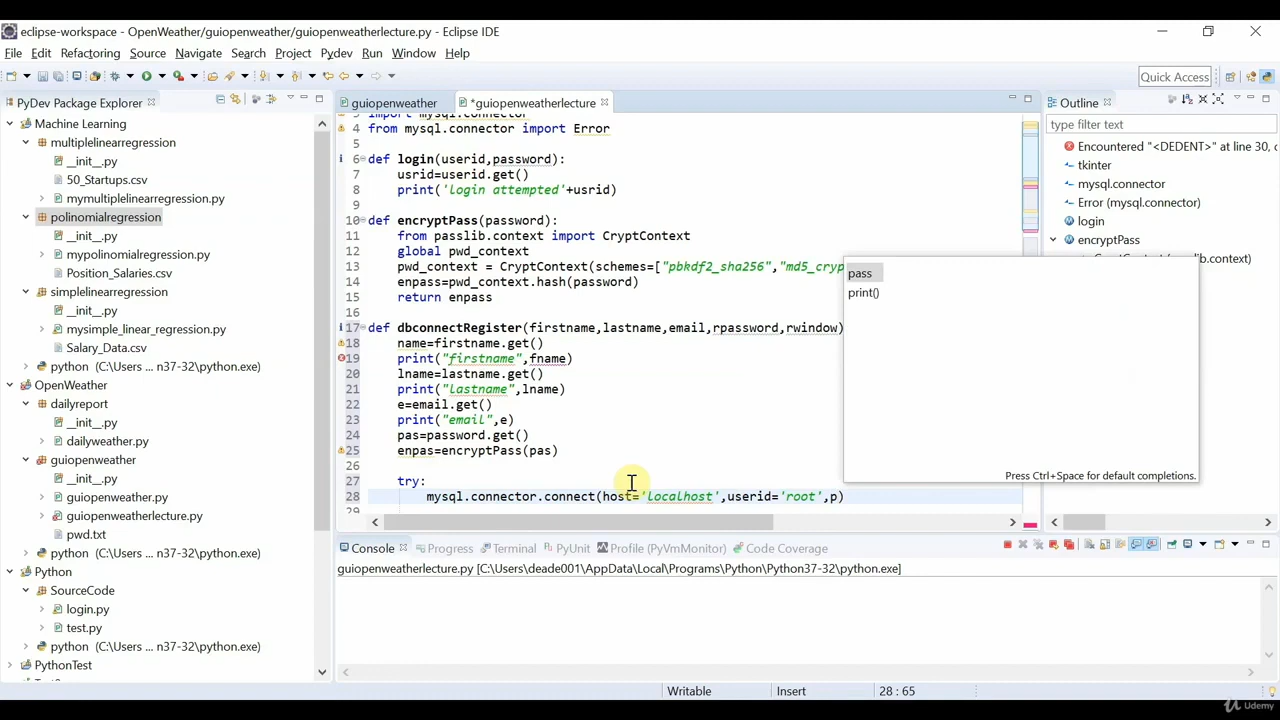 eclipse-workspace - OpenWeather/guiopenweather/guiopenweatherlecture.py - Eclipse IDE
File Edit Refactoring Source Navigate Search Project Pydev Run Window Help
Quick Access
PyDev Package Explorer
Machine Learning
multiplelinearregression
__init__.py
50_Startups.csv
mymultiplelinearregression.py
polinomialregression
__init__.py
mypolinomialregression.py
Position_Salaries.csv
simplelinearregression
__init__.py
mysimple_linear_regression.py
Salary_Data.csv
python (C:\Users ... n37-32\python.exe)
OpenWeather
dailyreport
__init__.py
dailyweather.py
guiopenweather
__init__.py
guiopenweather.py
guiopenweatherlecture.py
pwd.txt
python (C:\Users ... n37-32\python.exe)
Python
SourceCode
login.py
test.py
python (C:\Users ... n37-32\python.exe)
PythonTest
guiopenweather *guiopenweatherlecture
3 import mysql.connector
4 from mysql.connector import Error
5
6 def login(userid,password):
7 usrid=userid.get()
8 print('login attempted'+usrid)
9
10 def encryptPass(password):
11 from passlib.context import CryptContext
12 global pwd_context
13 pwd_context = CryptContext(schemes=["pbkdf2_sha256","md5_cryp
14 enpass=pwd_context.hash(password)
15 return enpass
16
17 def dbconnectRegister(firstname,lastname,email,rpassword,rwindow)
18 name=firstname.get()
19 print("firstname",fname)
20 lname=lastname.get()
21 print("lastname",lname)
22 e=email.get()
23 print("email",e)
24 pas=password.get()
25 enpas=encryptPass(pas)
26
27 try:
28 mysql.connector.connect(host='localhost',userid='root',p)
29
pass
print()
Press Ctrl+Space for default completions.
Outline
type filter text
Encountered "<DEDENT>" at line 30, c
tkinter
mysql.connector
Error (mysql.connector)
login
encryptPass
Console Progress Terminal PyUnit Profile (PyVmMonitor) Code Coverage
guiopenweatherlecture.py [C:\Users\deade001\AppData\Local\Programs\Python\Python37-32\python.exe]
Writable Insert 28 : 65
Udemy